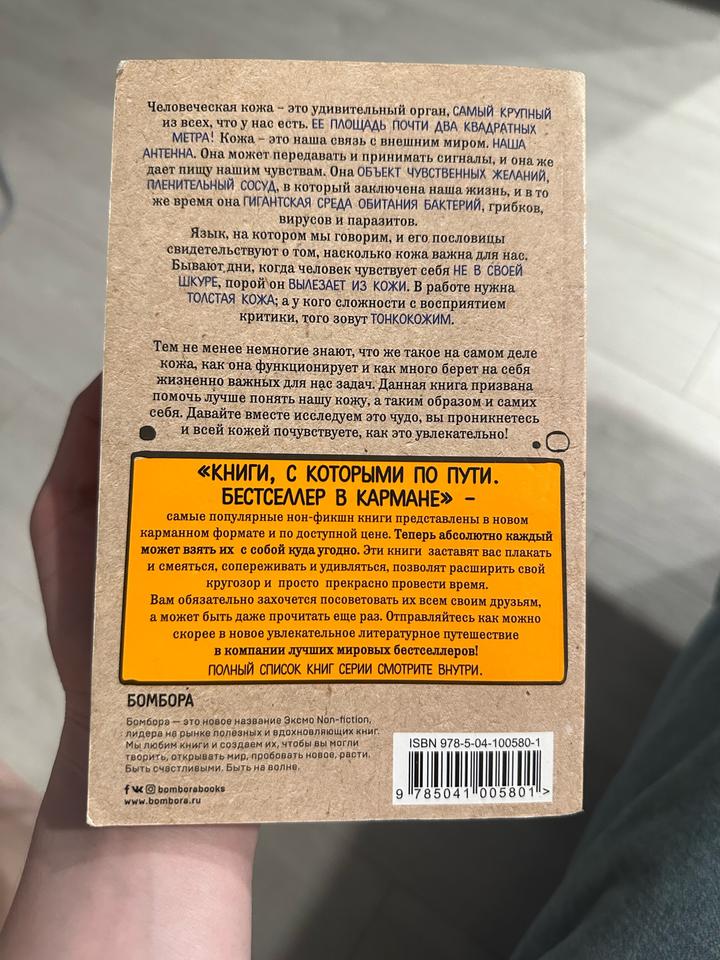 Человеческая кожа – это удивительный орган, САМЫЙ КРУПНЫЙ
из всех, что у нас есть. ЕЕ ПЛОЩАДЬ ПОЧТИ ДВА КВАДРАТНЫХ
МЕТРА! Кожа – это наша связь с внешним миром. НАША
АНТЕННА. Она может передавать и принимать сигналы, и она же
дает пищу нашим чувствам. Она ОБЪЕКТ ЧУВСТВЕННЫХ ЖЕЛАНИЙ,
ПЛЕНИТЕЛЬНЫЙ СОСУД, в который заключена наша жизнь, и в то
же время она ГИГАНТСКАЯ СРЕДА ОБИТАНИЯ БАКТЕРИЙ, грибков,
вирусов и паразитов.
Язык, на котором мы говорим, и его пословицы
свидетельствуют о том, насколько кожа важна для нас.
Бывают дни, когда человек чувствует себя НЕ В СВОЕЙ
ШКУРЕ, порой он ВЫЛЕЗАЕТ ИЗ КОЖИ. В работе нужна
ТОЛСТАЯ КОЖА; а у кого сложности с восприятием
критики, того зовут ТОНКОКОЖИМ.
Тем не менее немногие знают, что же такое на самом деле
кожа, как она функционирует и как много берет на себя
жизненно важных для нас задач. Данная книга призвана
помочь лучше понять нашу кожу, а таким образом и самих
себя. Давайте вместе исследуем это чудо, вы проникнетесь
и всей кожей почувствуете, как это увлекательно!
«КНИГИ, С КОТОРЫМИ ПО ПУТИ.
БЕСТСЕЛЛЕР В КАРМАНЕ» –
самые популярные нон-фикшн книги представлены в новом
карманном формате и по доступной цене. Теперь абсолютно каждый
может взять их с собой куда угодно. Эти книги заставят вас плакать
и смеяться, сопереживать и удивляться, позволят расширить свой
кругозор и просто прекрасно провести время.
Вам обязательно захочется посоветовать их всем своим друзьям,
а может быть даже прочитать еще раз. Отправляйтесь как можно
скорее в новое увлекательное литературное путешествие
в компании лучших мировых бестселлеров!
ПОЛНЫЙ СПИСОК КНИГ СЕРИИ СМОТРИТЕ ВНУТРИ.
БОМБОРА
Бомбора — это новое название Эксмо Non-fiction,
лидера на рынке полезных и вдохновляющих книг.
Мы любим книги и создаем их, чтобы вы могли
творить, открывать мир, пробовать новое, расти.
Быть счастливыми. Быть на волне.
bomborabooks
www.bombora.ru
ISBN 978-5-04-100580-1
9 785041 005801 >